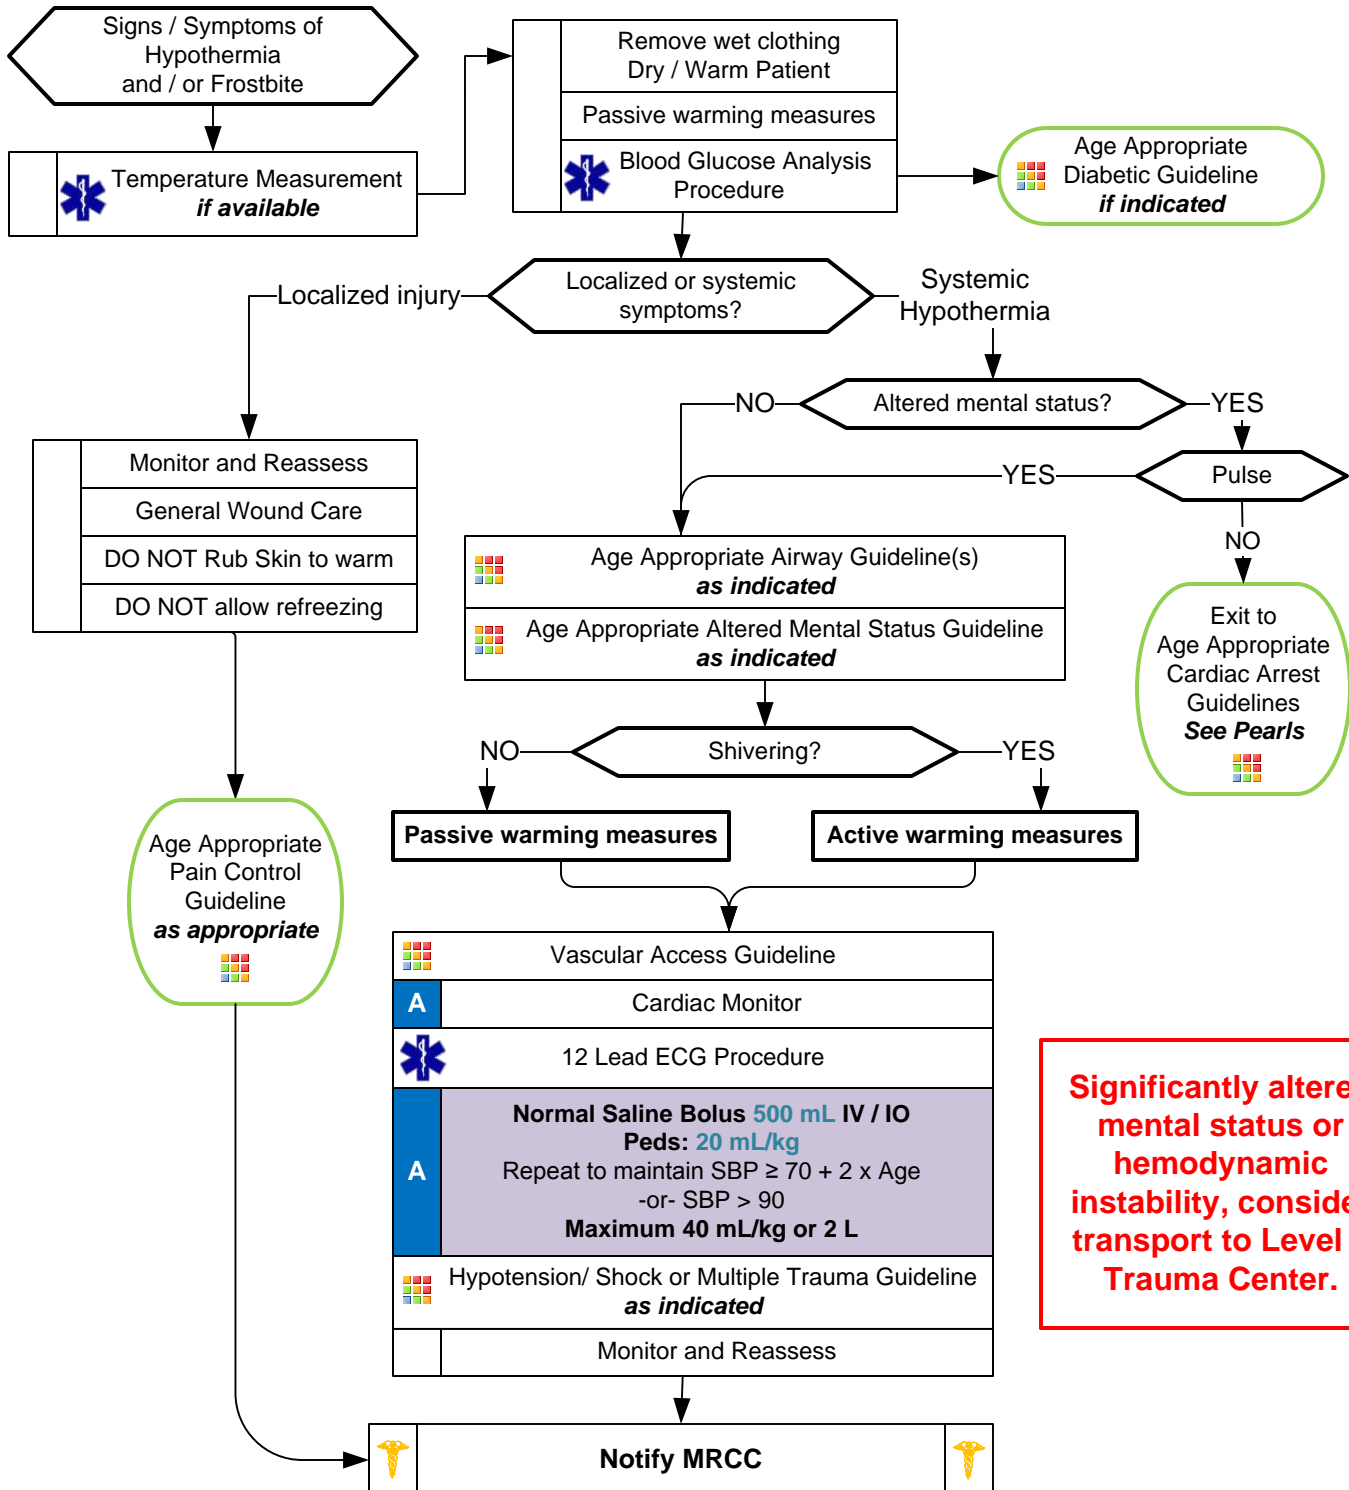 Signs / Symptoms of
Hypothermia
and / or Frostbite
Temperature Measurement
if available
Remove wet clothing
Dry / Warm Patient
Passive warming measures
Blood Glucose Analysis
Procedure
Age Appropriate
Diabetic Guideline
if indicated
Localized or systemic
symptoms?
Localized injury
Systemic
Hypothermia
Altered mental status?
NO
YES
Pulse
YES
NO
Exit to
Age Appropriate
Cardiac Arrest
Guidelines
See Pearls
Monitor and Reassess
General Wound Care
DO NOT Rub Skin to warm
DO NOT allow refreezing
Age Appropriate Airway Guideline(s)
as indicated
Age Appropriate Altered Mental Status Guideline
as indicated
Shivering?
NO
YES
Passive warming measures
Active warming measures
Age Appropriate
Pain Control
Guideline
as appropriate
Vascular Access Guideline
A
Cardiac Monitor
12 Lead ECG Procedure
A
Normal Saline Bolus 500 mL IV / IO
Peds: 20 mL/kg
Repeat to maintain SBP ≥ 70 + 2 x Age
-or- SBP > 90
Maximum 40 mL/kg or 2 L
Hypotension/ Shock or Multiple Trauma Guideline
as indicated
Monitor and Reassess
Significantly altere
mental status or
hemodynamic
instability, conside
transport to Level
Trauma Center.
Notify MRCC